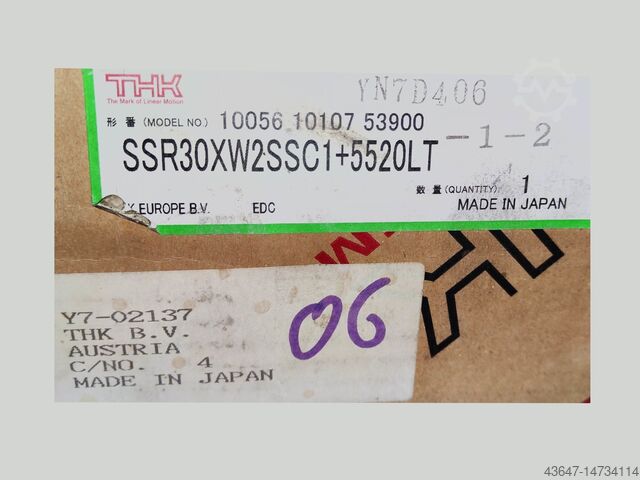 THK
The Mark of Linear Motion
YN7D406
形 番 (MODEL NO.) 10056 10107 53900
-1-2
SSR30XW2SSC1+5520LT
数 量 (QUANTITY) 1
K EUROPE B.V. EDC
MADE IN JAPAN
Y7-02137
THK B.V.
AUSTRIA
C/NO. 4
MADE IN JAPAN
06
43647-14734114